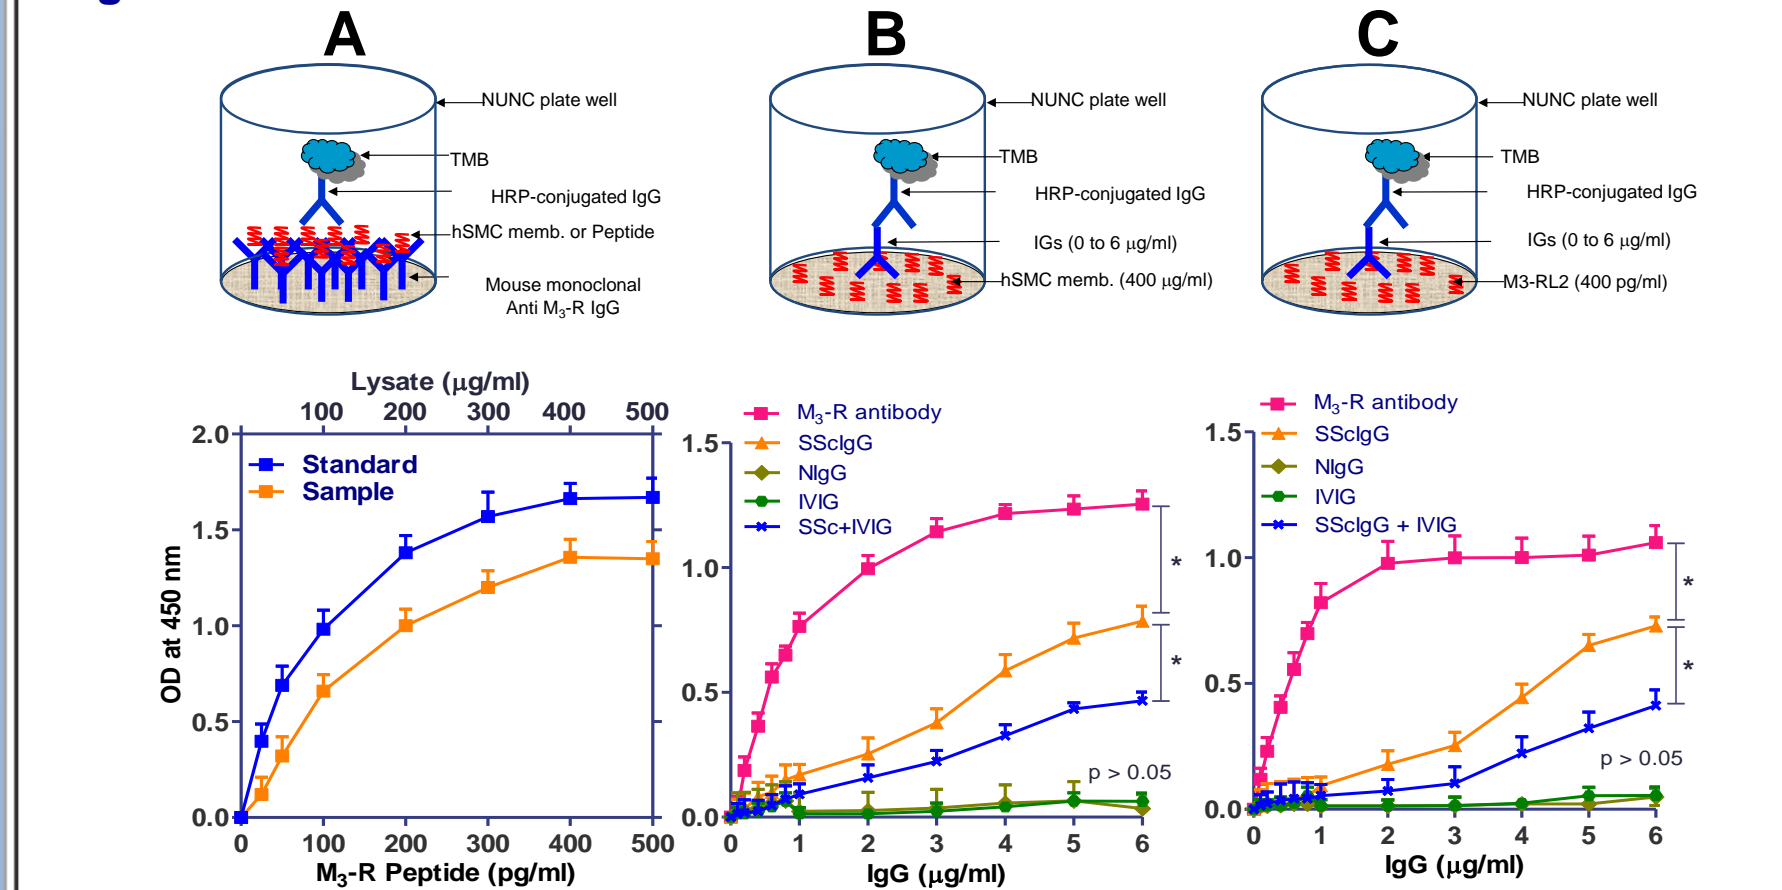 A
NUNC plate well
TMB
HRP-conjugated IgG
hSMC memb. or Peptide
Mouse monoclonal
Anti M₃-R IgG
B
NUNC plate well
TMB
HRP-conjugated IgG
IGs (0 to 6 μg/ml)
hSMC memb. (400 μg/ml)
C
NUNC plate well
TMB
HRP-conjugated IgG
IGs (0 to 6 μg/ml)
M3-RL2 (400 pg/ml)
Lysate (μg/ml)
100 200 300 400 500
Standard
Sample
OD at 450 nm
2.0
1.5
1.0
0.5
0.0
0 100 200 300 400 500
M₃-R Peptide (pg/ml)
M₃-R antibody
SScIgG
NIgG
IVIG
SSc+IVIG
1.5
1.0
0.5
0.0
*
*
p > 0.05
0 1 2 3 4 5 6
IgG (μg/ml)
M₃-R antibody
SScIgG
NIgG
IVIG
SScIgG + IVIG
1.5
1.0
0.5
0.0
*
*
p > 0.05
0 1 2 3 4 5 6
IgG (μg/ml)